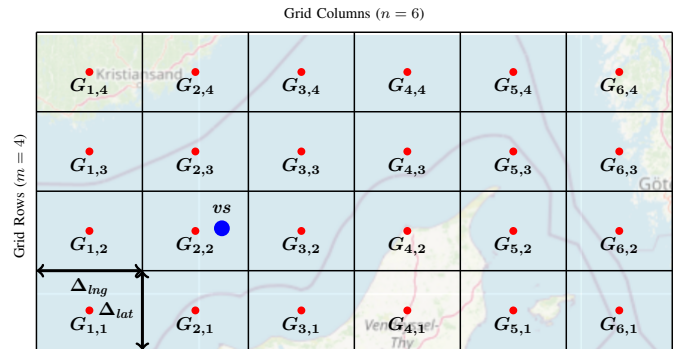 Grid Columns (n = 6)
Grid Rows (m = 4)
Kristiansand
G1,4 G2,4 G3,4 G4,4 G5,4 G6,4
G1,3 G2,3 G3,3 G4,3 G5,3 G6,3
Göte
vs
G1,2 G2,2 G3,2 G4,2 G5,2 G6,2
Δlng
Δlat
G1,1 G2,1 G3,1 G4,1 G5,1 G6,1
Thy